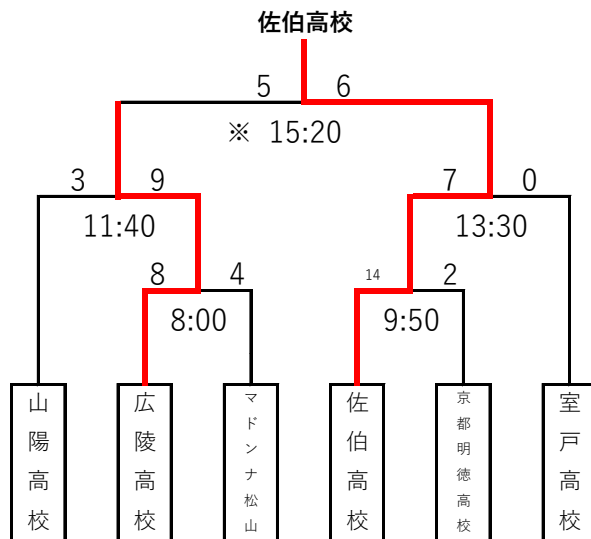 佐伯高校
5 6
※ 15:20
3 9 7 0
11:40 13:30
8 4 14 2
8:00 9:50
山陽高校
広陵高校
マドンナ松山
佐伯高校
京都明徳高校
室戸高校